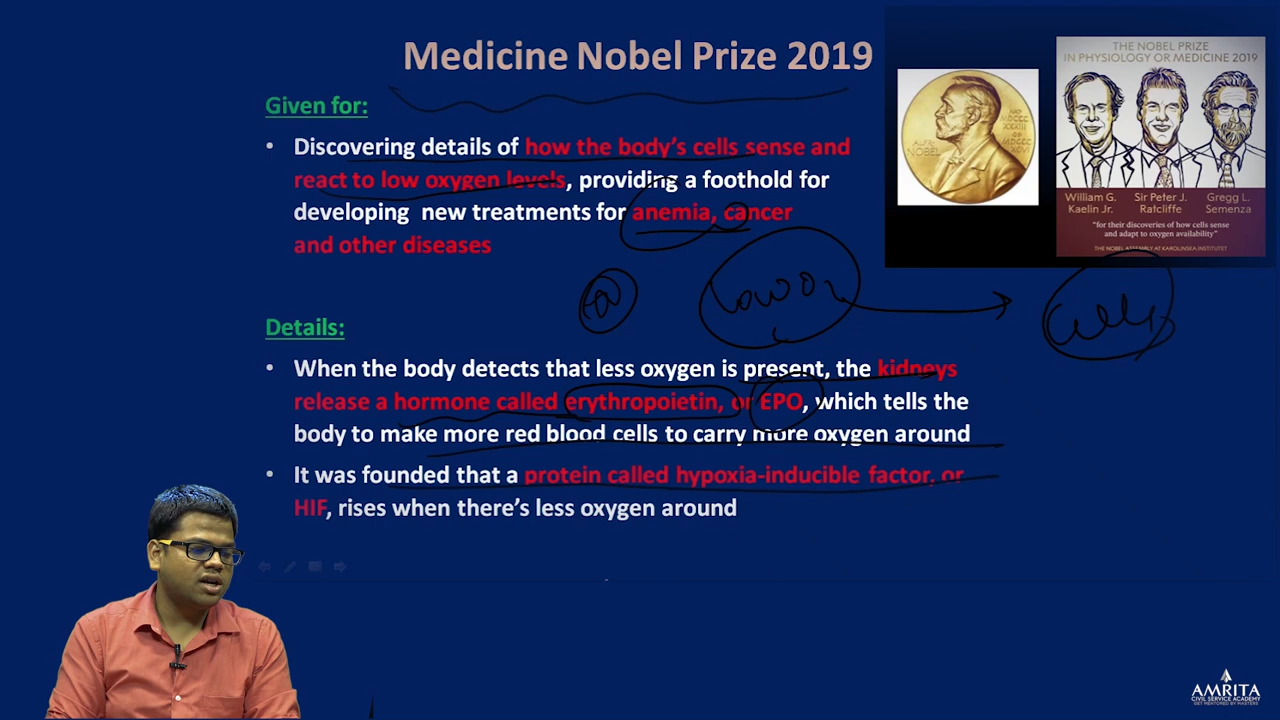 Medicine Nobel Prize 2019
Given for:
• Discovering details of how the body's cells sense and
react to low oxygen levels, providing a foothold for
developing new treatments for anemia, cancer
and other diseases
THE NOBEL PRIZE
IN PHYSIOLOGY OR MEDICINE 2019
William G.
Kaelin Jr.
Sir Peter J.
Ratcliffe
Gregg L.
Semenza
"for their discoveries of how cells sense
and adapt to oxygen availability"
THE NOBEL ASSEMBLY AT KAROLINSKA INSTITUTET
low O2
cells
Details:
• When the body detects that less oxygen is present, the kidneys
release a hormone called erythropoietin, or EPO, which tells the
body to make more red blood cells to carry more oxygen around
• It was founded that a protein called hypoxia-inducible factor, or
HIF, rises when there's less oxygen around
AMRITA
CIVIL SERVICE ACADEMY
GET MENTORED BY MASTERS